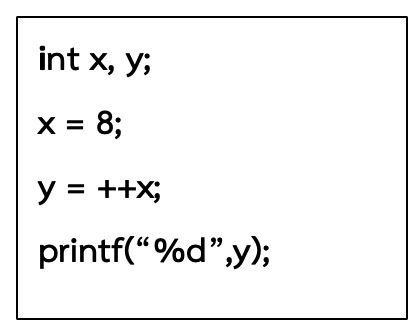 int x, y;
x = 8;
y = ++x;
printf(“%d”,y);